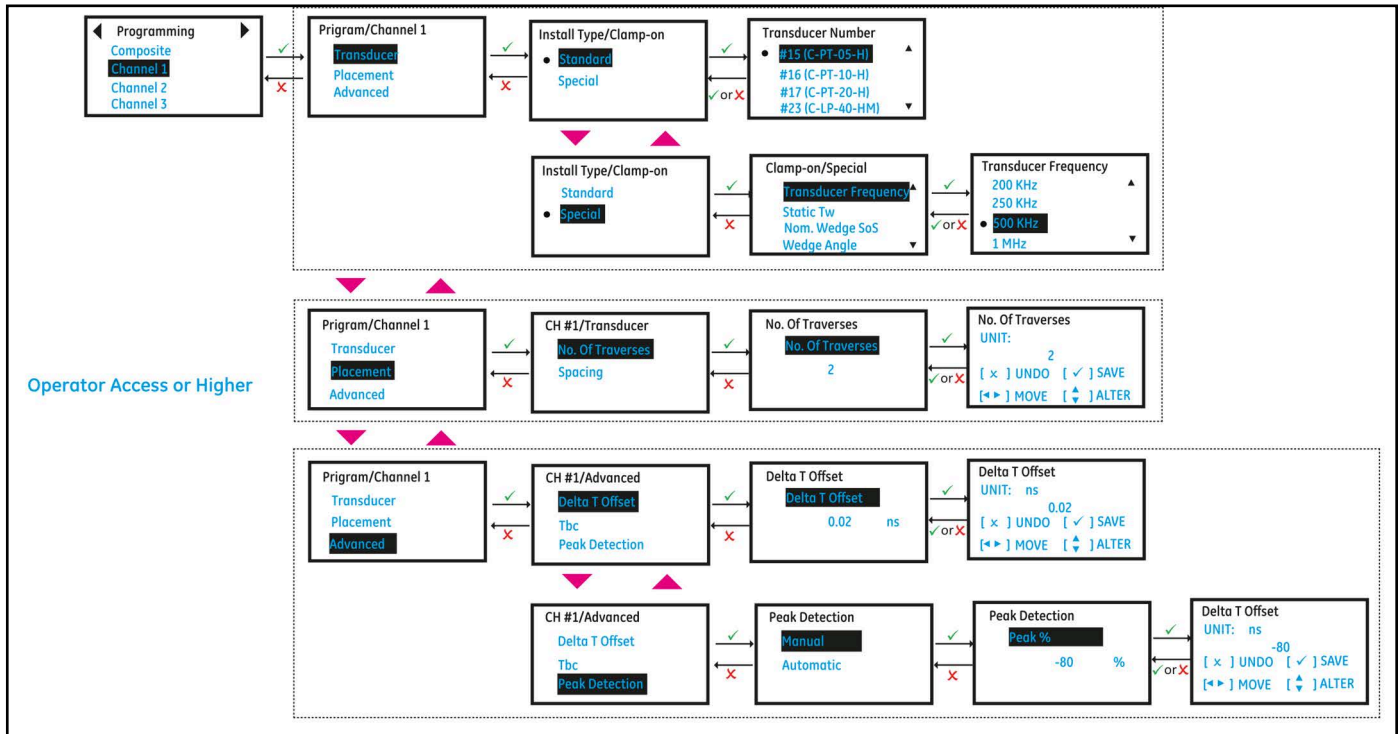 Programming
Composite
Channel 1
Channel 2
Channel 3
✓
X
Prigram/Channel 1
Transducer
Placement
Advanced
✓
X
Install Type/Clamp-on
• Standard
Special
✓
✓ or X
Transducer Number
• #15 (C-PT-05-H)
#16 (C-PT-10-H)
#17 (C-PT-20-H)
#23 (C-LP-40-HM)
Install Type/Clamp-on
Standard
• Special
✓
X
Clamp-on/Special
Transducer Frequency
Static Tw
Nom. Wedge SoS
Wedge Angle
✓
✓ or X
Transducer Frequency
200 KHz
250 KHz
• 500 KHz
1 MHz
Operator Access or Higher
Prigram/Channel 1
Transducer
Placement
Advanced
✓
X
CH #1/Transducer
No. Of Traverses
Spacing
✓
X
No. Of Traverses
No. Of Traverses
2
✓
✓ or X
No. Of Traverses
UNIT:
2
[ x ] UNDO [ ✓ ] SAVE
[◄ ►] MOVE [▲▼] ALTER
Prigram/Channel 1
Transducer
Placement
Advanced
✓
X
CH #1/Advanced
Delta T Offset
Tbc
Peak Detection
✓
X
Delta T Offset
Delta T Offset
0.02 ns
✓
✓ or X
Delta T Offset
UNIT: ns
0.02
[ x ] UNDO [ ✓ ] SAVE
[◄ ►] MOVE [▲▼] ALTER
CH #1/Advanced
Delta T Offset
Tbc
Peak Detection
✓
X
Peak Detection
Manual
Automatic
✓
X
Peak Detection
Peak %
-80 %
✓
✓ or X
Delta T Offset
UNIT: ns
-80
[ x ] UNDO [ ✓ ] SAVE
[◄ ►] MOVE [▲▼] ALTER